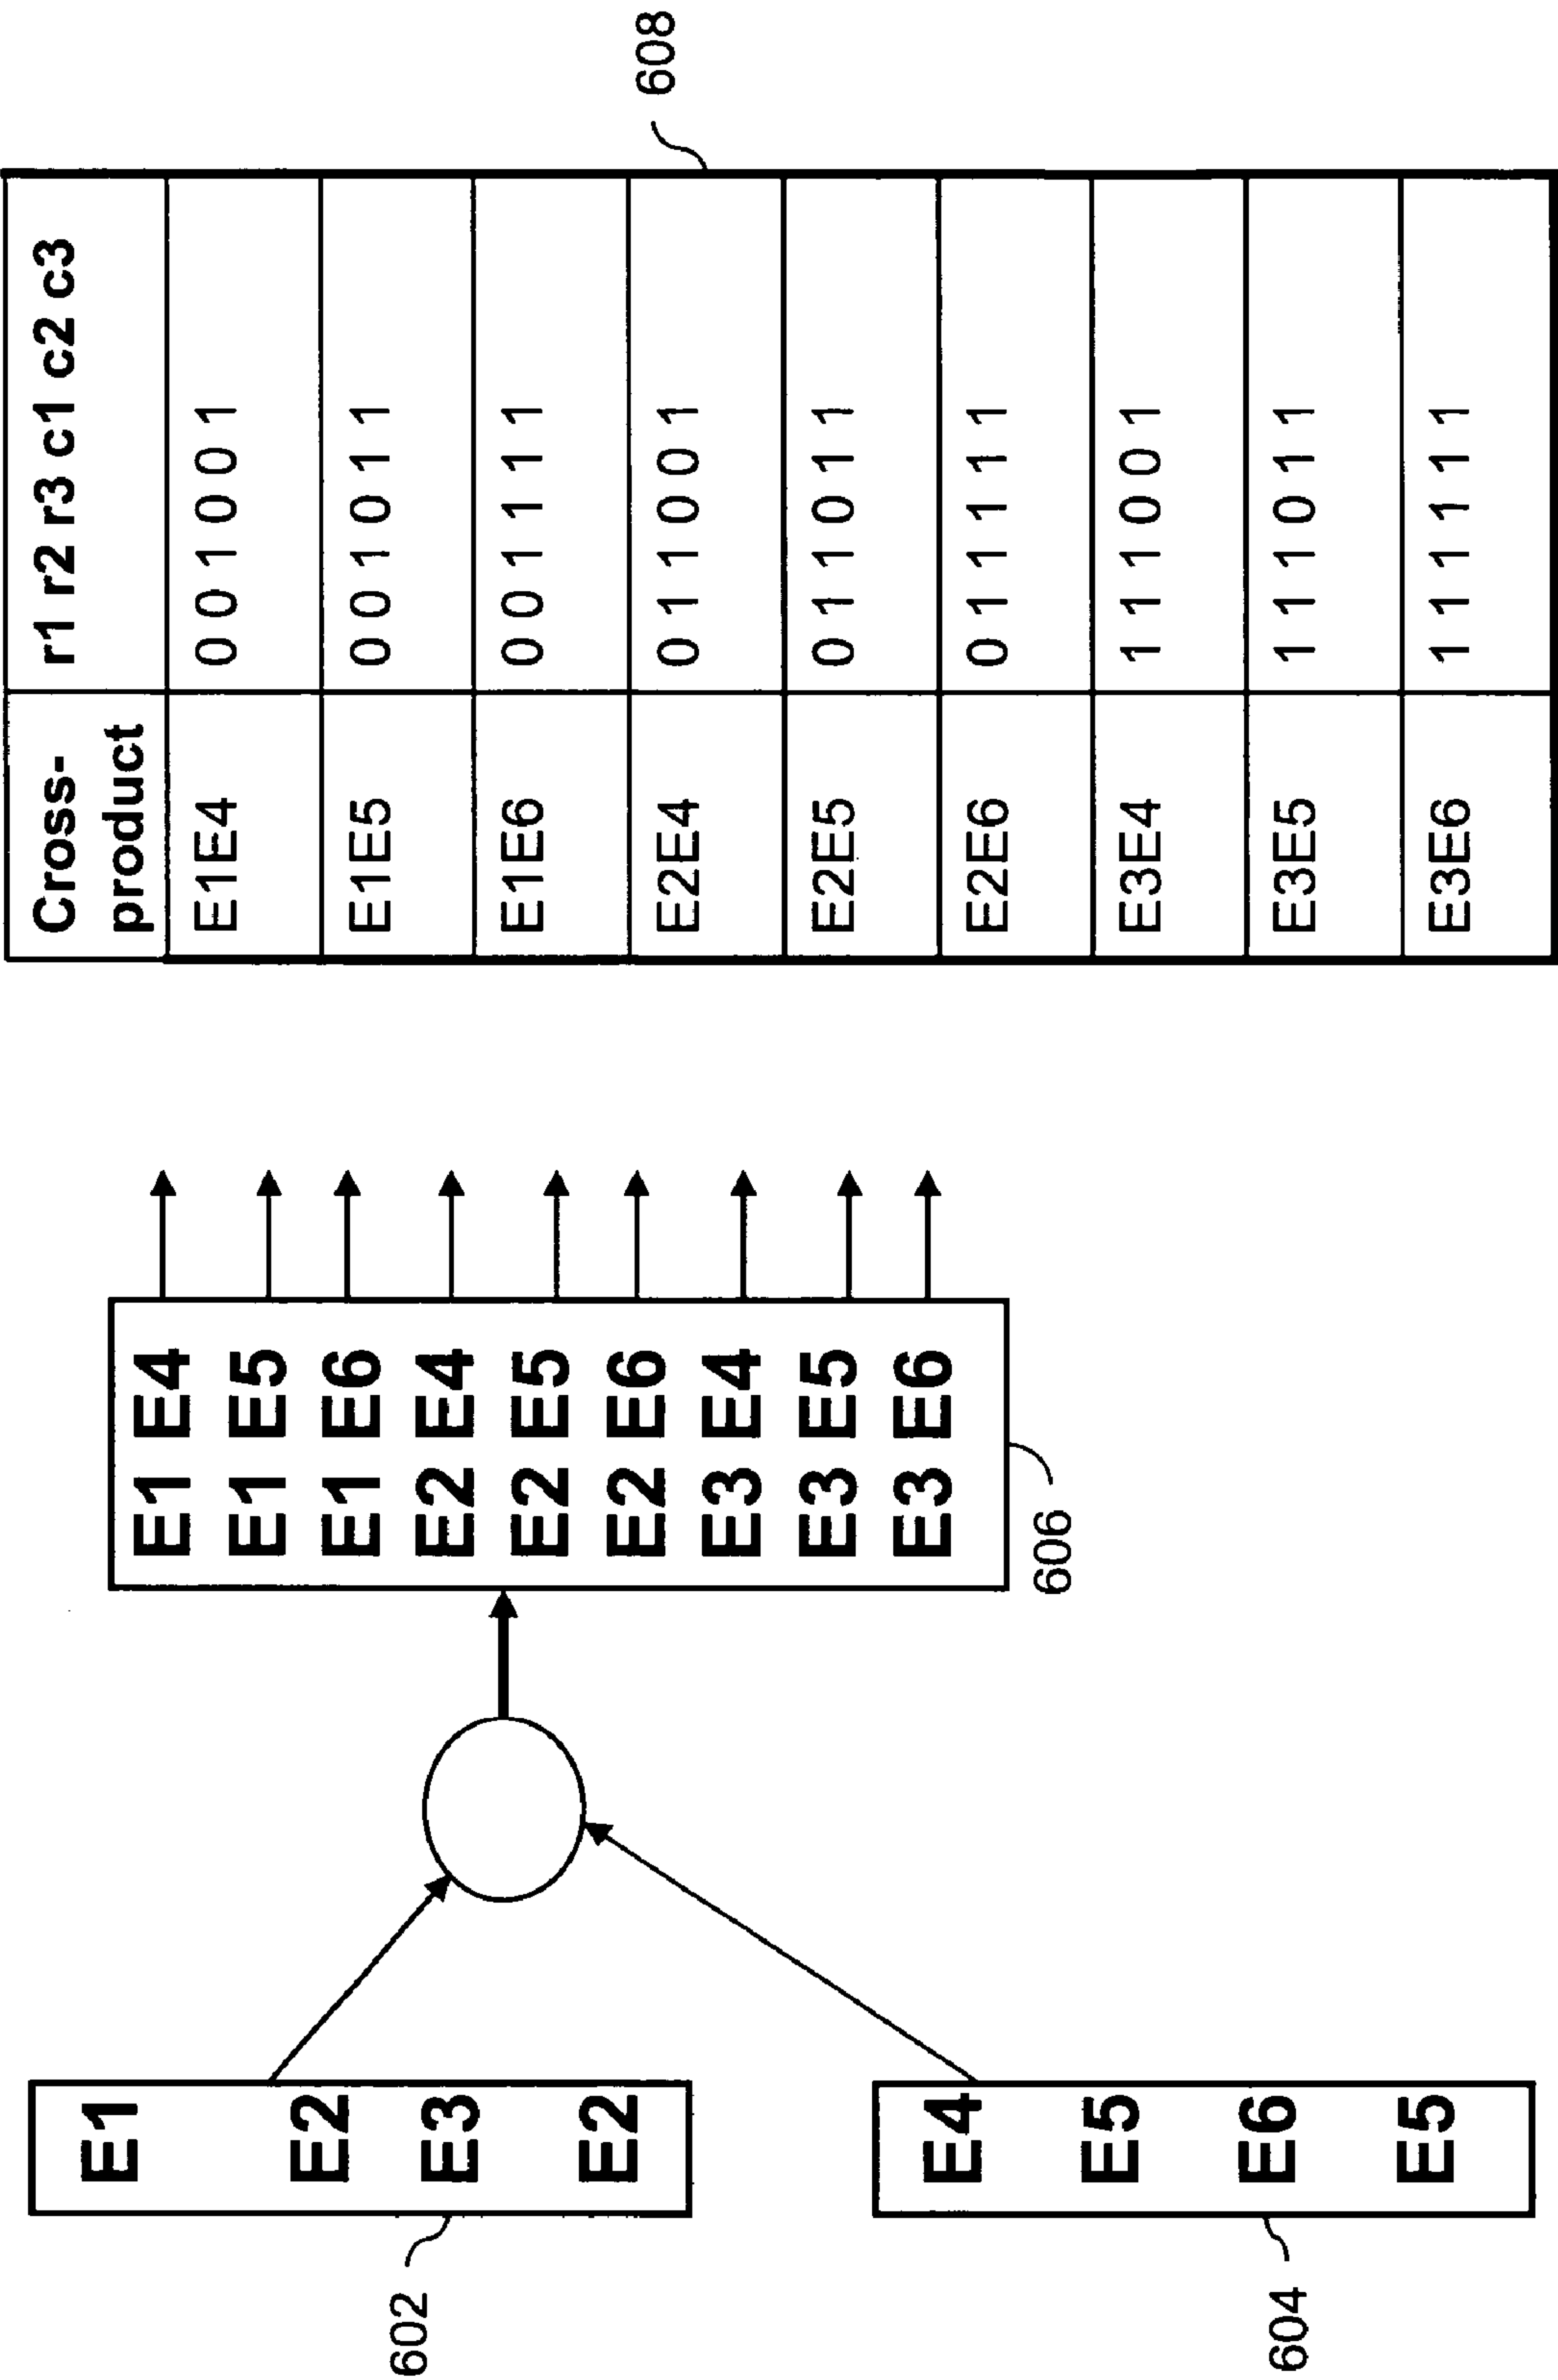 E1
E2
E3
E2
602
E4
E5
E6
E5
604
E1 E4
E1 E5
E1 E6
E2 E4
E2 E5
E2 E6
E3 E4
E3 E5
E3 E6
606
Cross-
product
r1 r2 r3 c1 c2 c3
E1E4 0 0 1 0 0 1
E1E5 0 0 1 0 1 1
E1E6 0 0 1 1 1 1
E2E4 0 1 1 0 0 1
E2E5 0 1 1 0 1 1
E2E6 0 1 1 1 1 1
E3E4 1 1 1 0 0 1
E3E5 1 1 1 0 1 1
E3E6 1 1 1 1 1 1
608